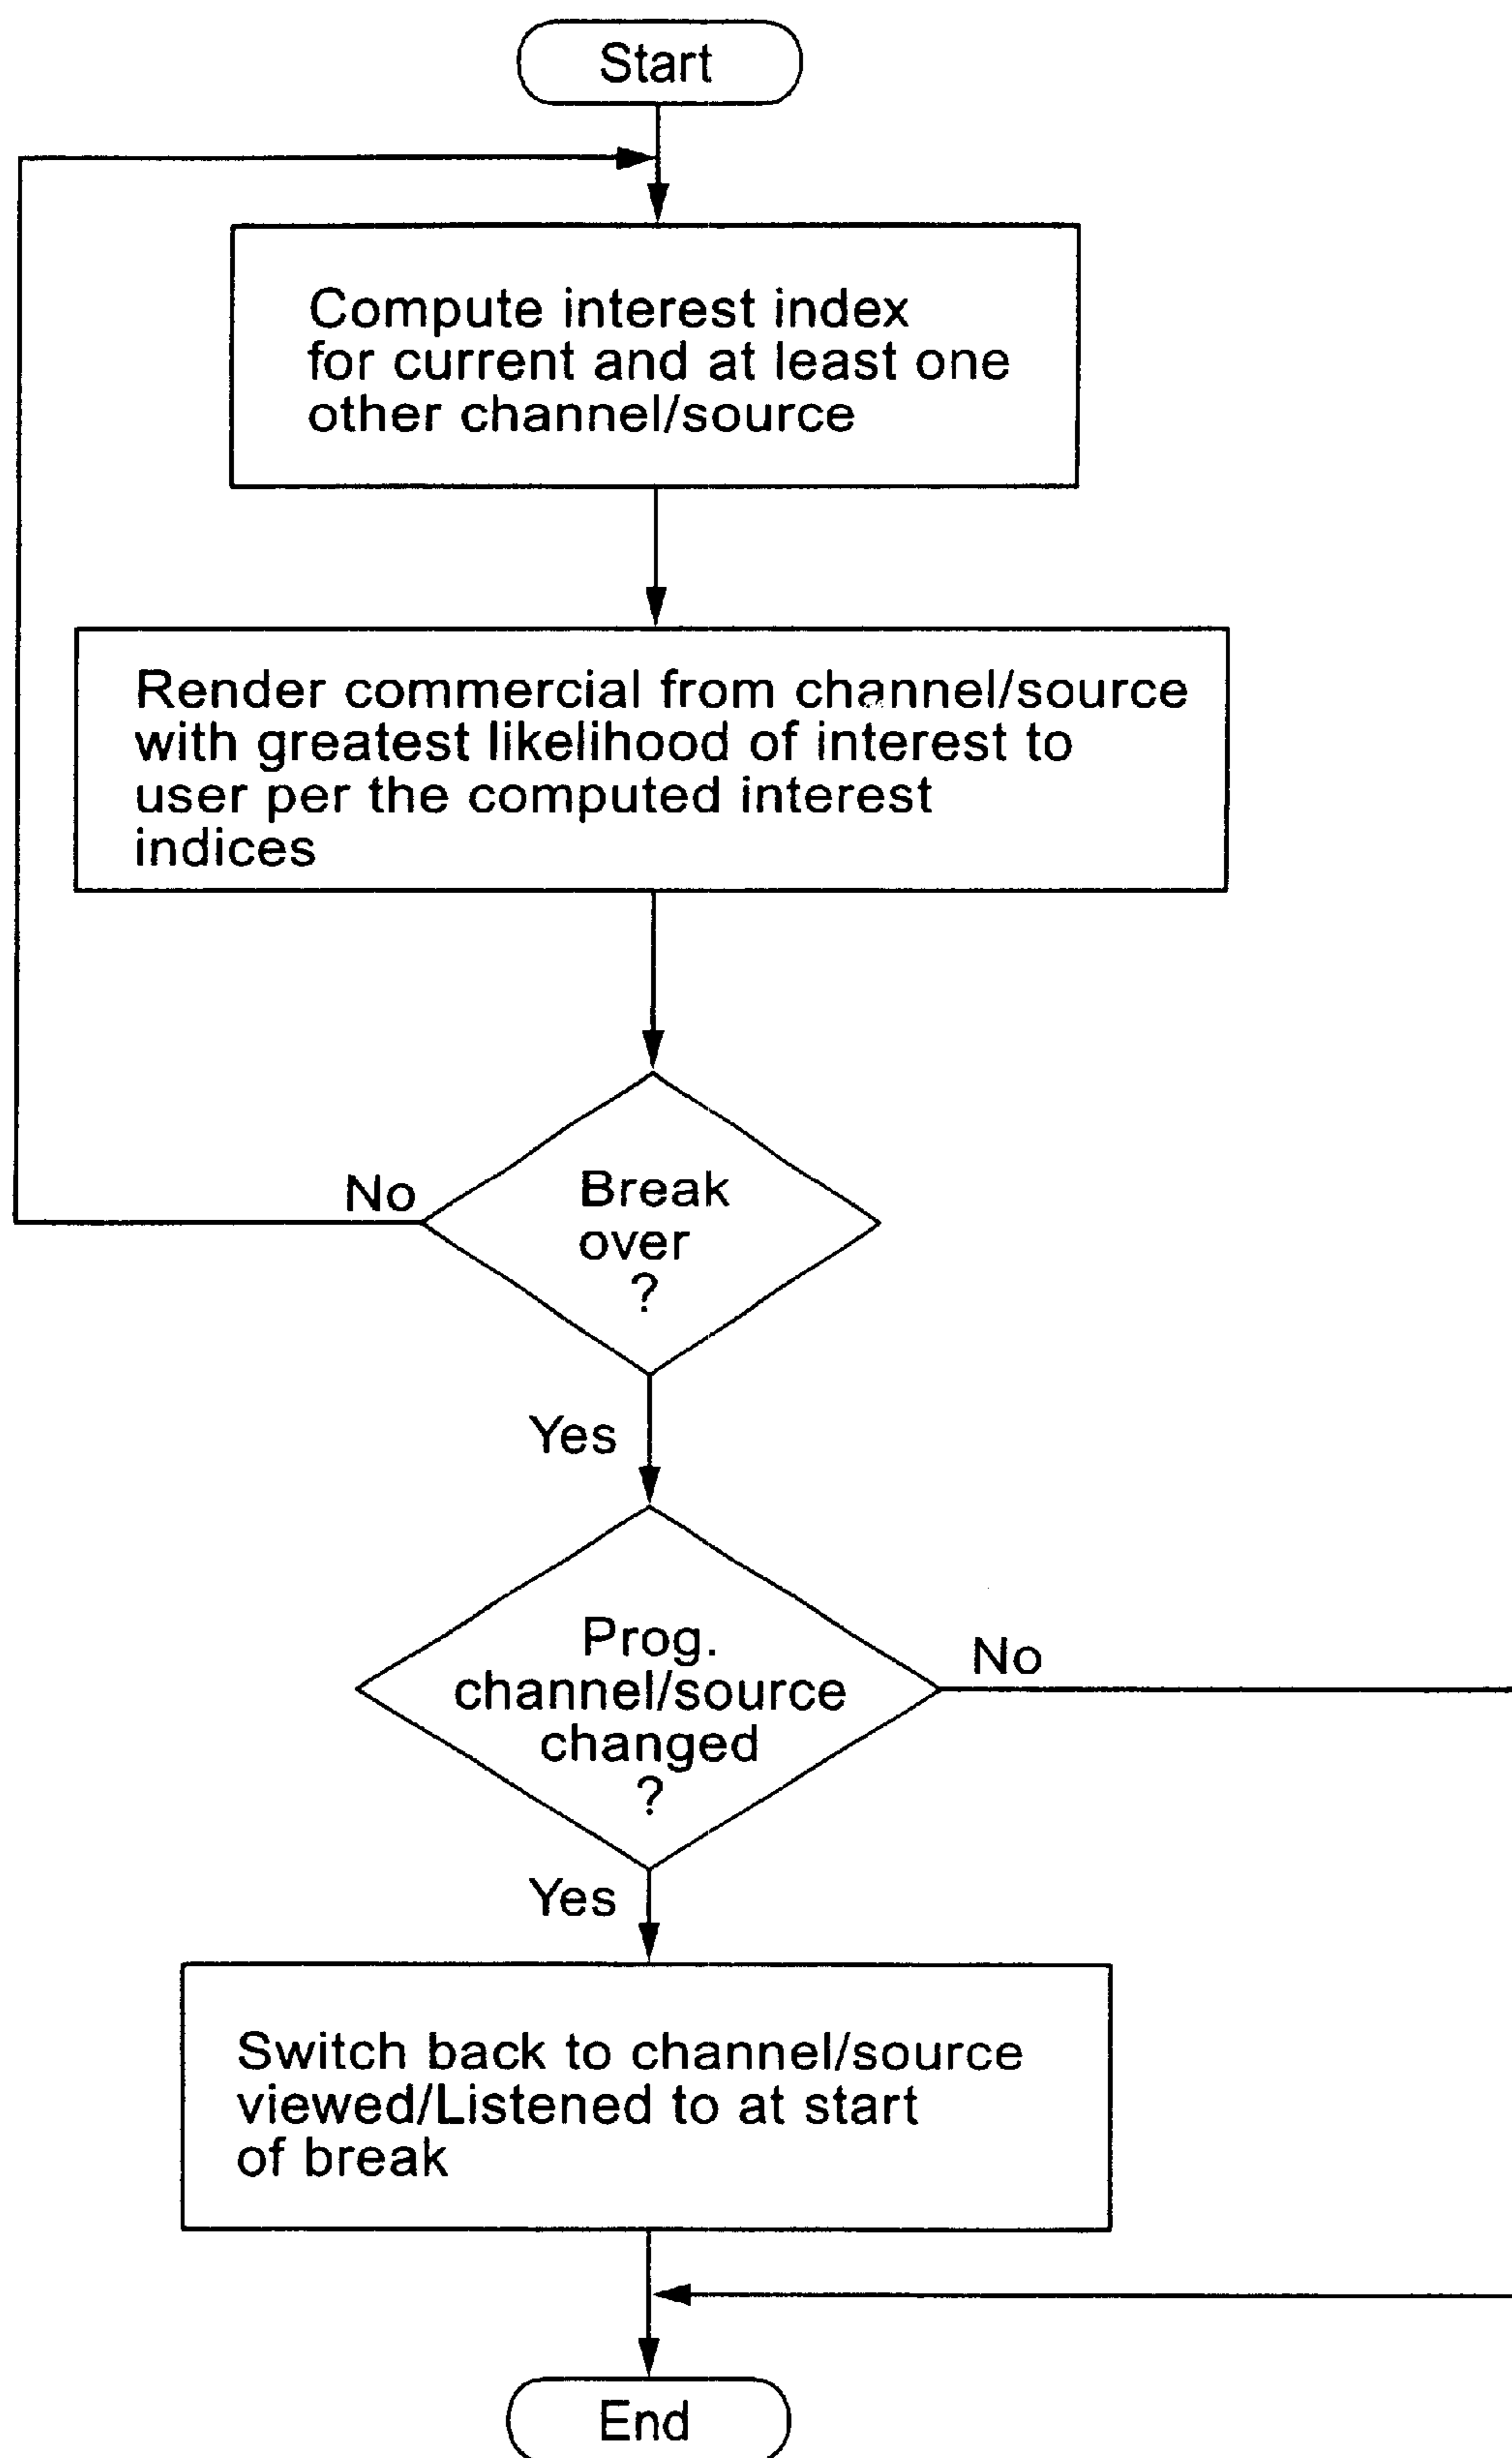 Start
Compute interest index
for current and at least one
other channel/source
Render commercial from channel/source
with greatest likelihood of interest to
user per the computed interest
indices
No
Break
over
?
Yes
Prog.
channel/source
changed
?
No
Yes
Switch back to channel/source
viewed/Listened to at start
of break
End